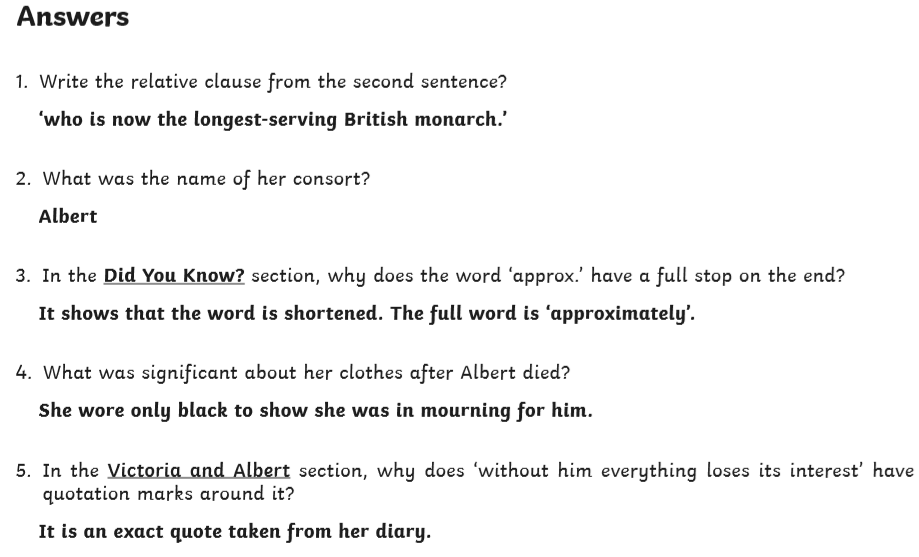 Answers
1. Write the relative clause from the second sentence?
‘who is now the longest-serving British monarch.’
2. What was the name of her consort?
Albert
3. In the Did You Know? section, why does the word ‘approx.’ have a full stop on the end?
It shows that the word is shortened. The full word is ‘approximately’.
4. What was significant about her clothes after Albert died?
She wore only black to show she was in mourning for him.
5. In the Victoria and Albert section, why does ‘without him everything loses its interest’ have
quotation marks around it?
It is an exact quote taken from her diary.